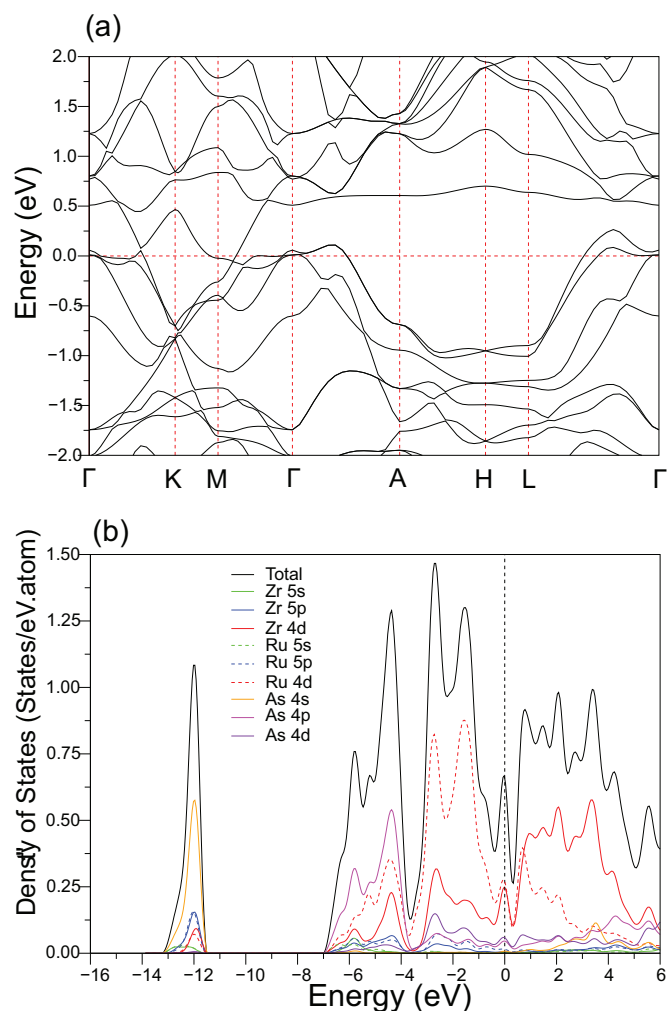 (a)
2.0
1.5
1.0
0.5
0.0
−0.5
−1.0
−1.5
−2.0
Energy (eV)
Γ K M Γ A H L Γ
(b)
1.50
1.25
1.00
0.75
0.50
0.25
0.00
Density of States (States/eV.atom)
Total
Zr 5s
Zr 5p
Zr 4d
Ru 5s
Ru 5p
Ru 4d
As 4s
As 4p
As 4d
−16 −14 −12 −10 −8 −6 −4 −2 0 2 4 6
Energy (eV)